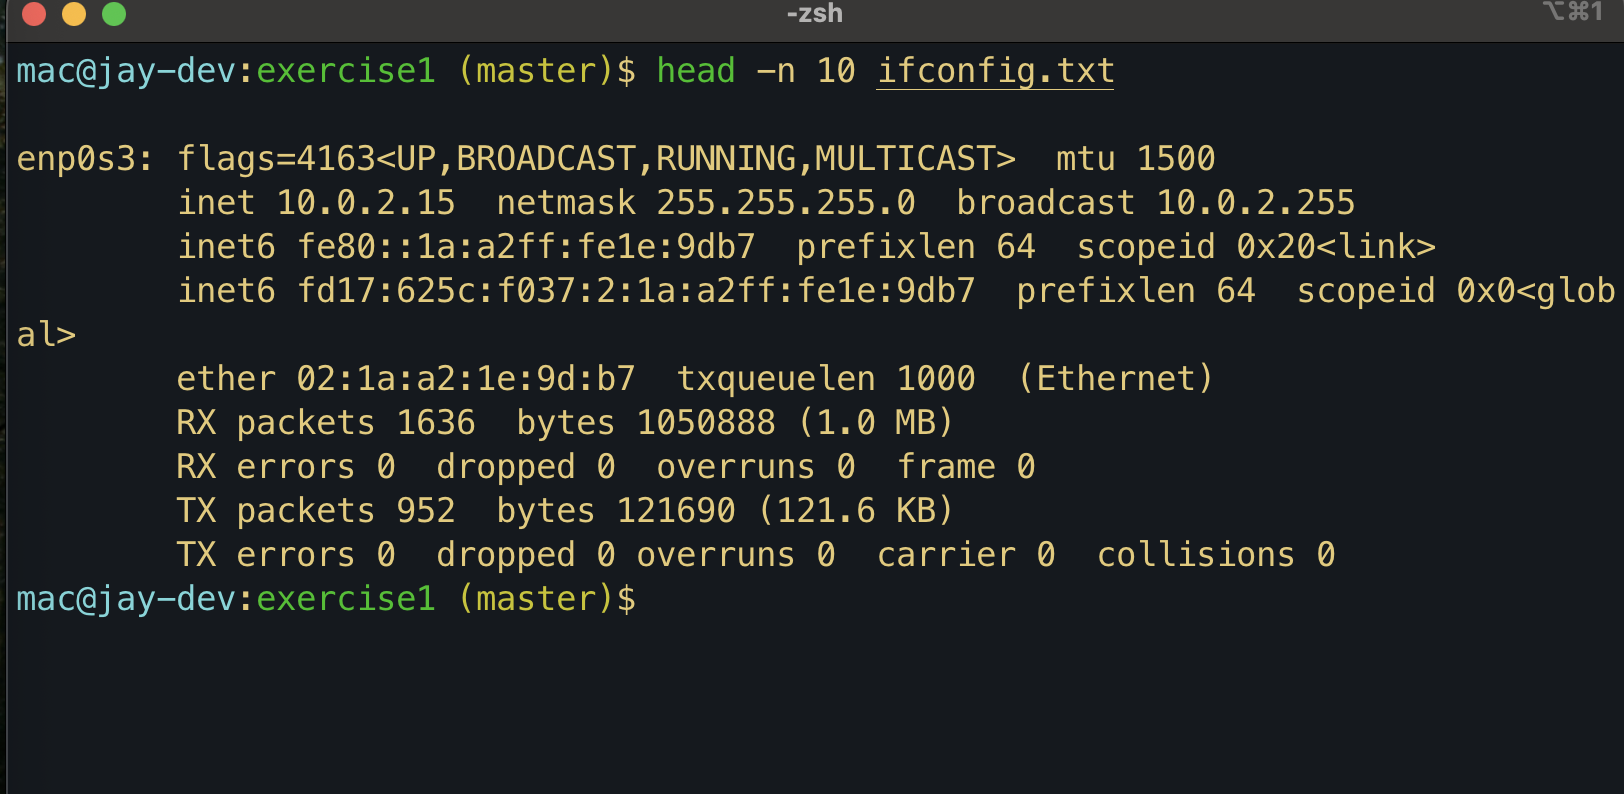 -zsh
⌥⌘1
mac@jay-dev:exercise1 (master)$ head -n 10 ifconfig.txt
enp0s3: flags=4163<UP,BROADCAST,RUNNING,MULTICAST>  mtu 1500
        inet 10.0.2.15  netmask 255.255.255.0  broadcast 10.0.2.255
        inet6 fe80::1a:a2ff:fe1e:9db7  prefixlen 64  scopeid 0x20<link>
        inet6 fd17:625c:f037:2:1a:a2ff:fe1e:9db7  prefixlen 64  scopeid 0x0<glob
al>
        ether 02:1a:a2:1e:9d:b7  txqueuelen 1000  (Ethernet)
        RX packets 1636  bytes 1050888 (1.0 MB)
        RX errors 0  dropped 0  overruns 0  frame 0
        TX packets 952  bytes 121690 (121.6 KB)
        TX errors 0  dropped 0 overruns 0  carrier 0  collisions 0
mac@jay-dev:exercise1 (master)$